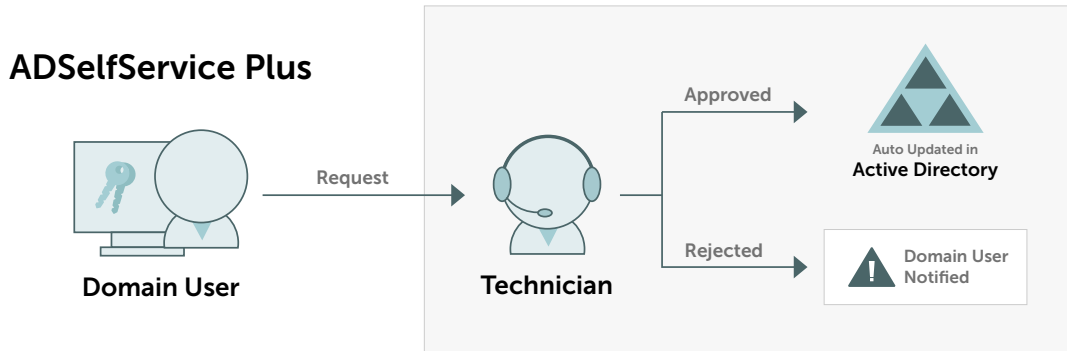 ADSelfService Plus
Domain User
Request
Technician
Approved
Auto Updated in
Active Directory
Rejected
Domain User
Notified